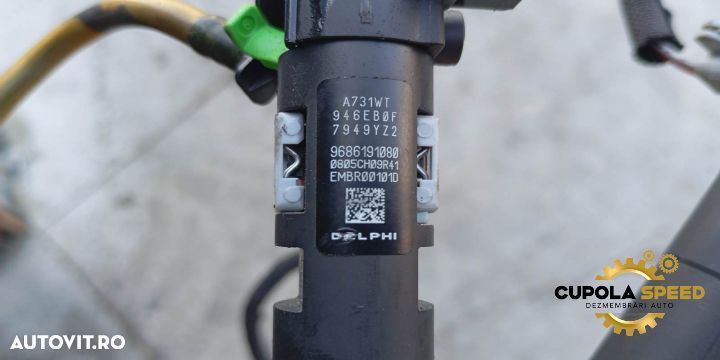 A731WT
946EB0F
7949YZ2
9686191080
0805CH09R41
EMBR00101D
DELPHI
CUPOLA SPEED
DEZMEMBRĂRI AUTO
AUTOVIT.RO